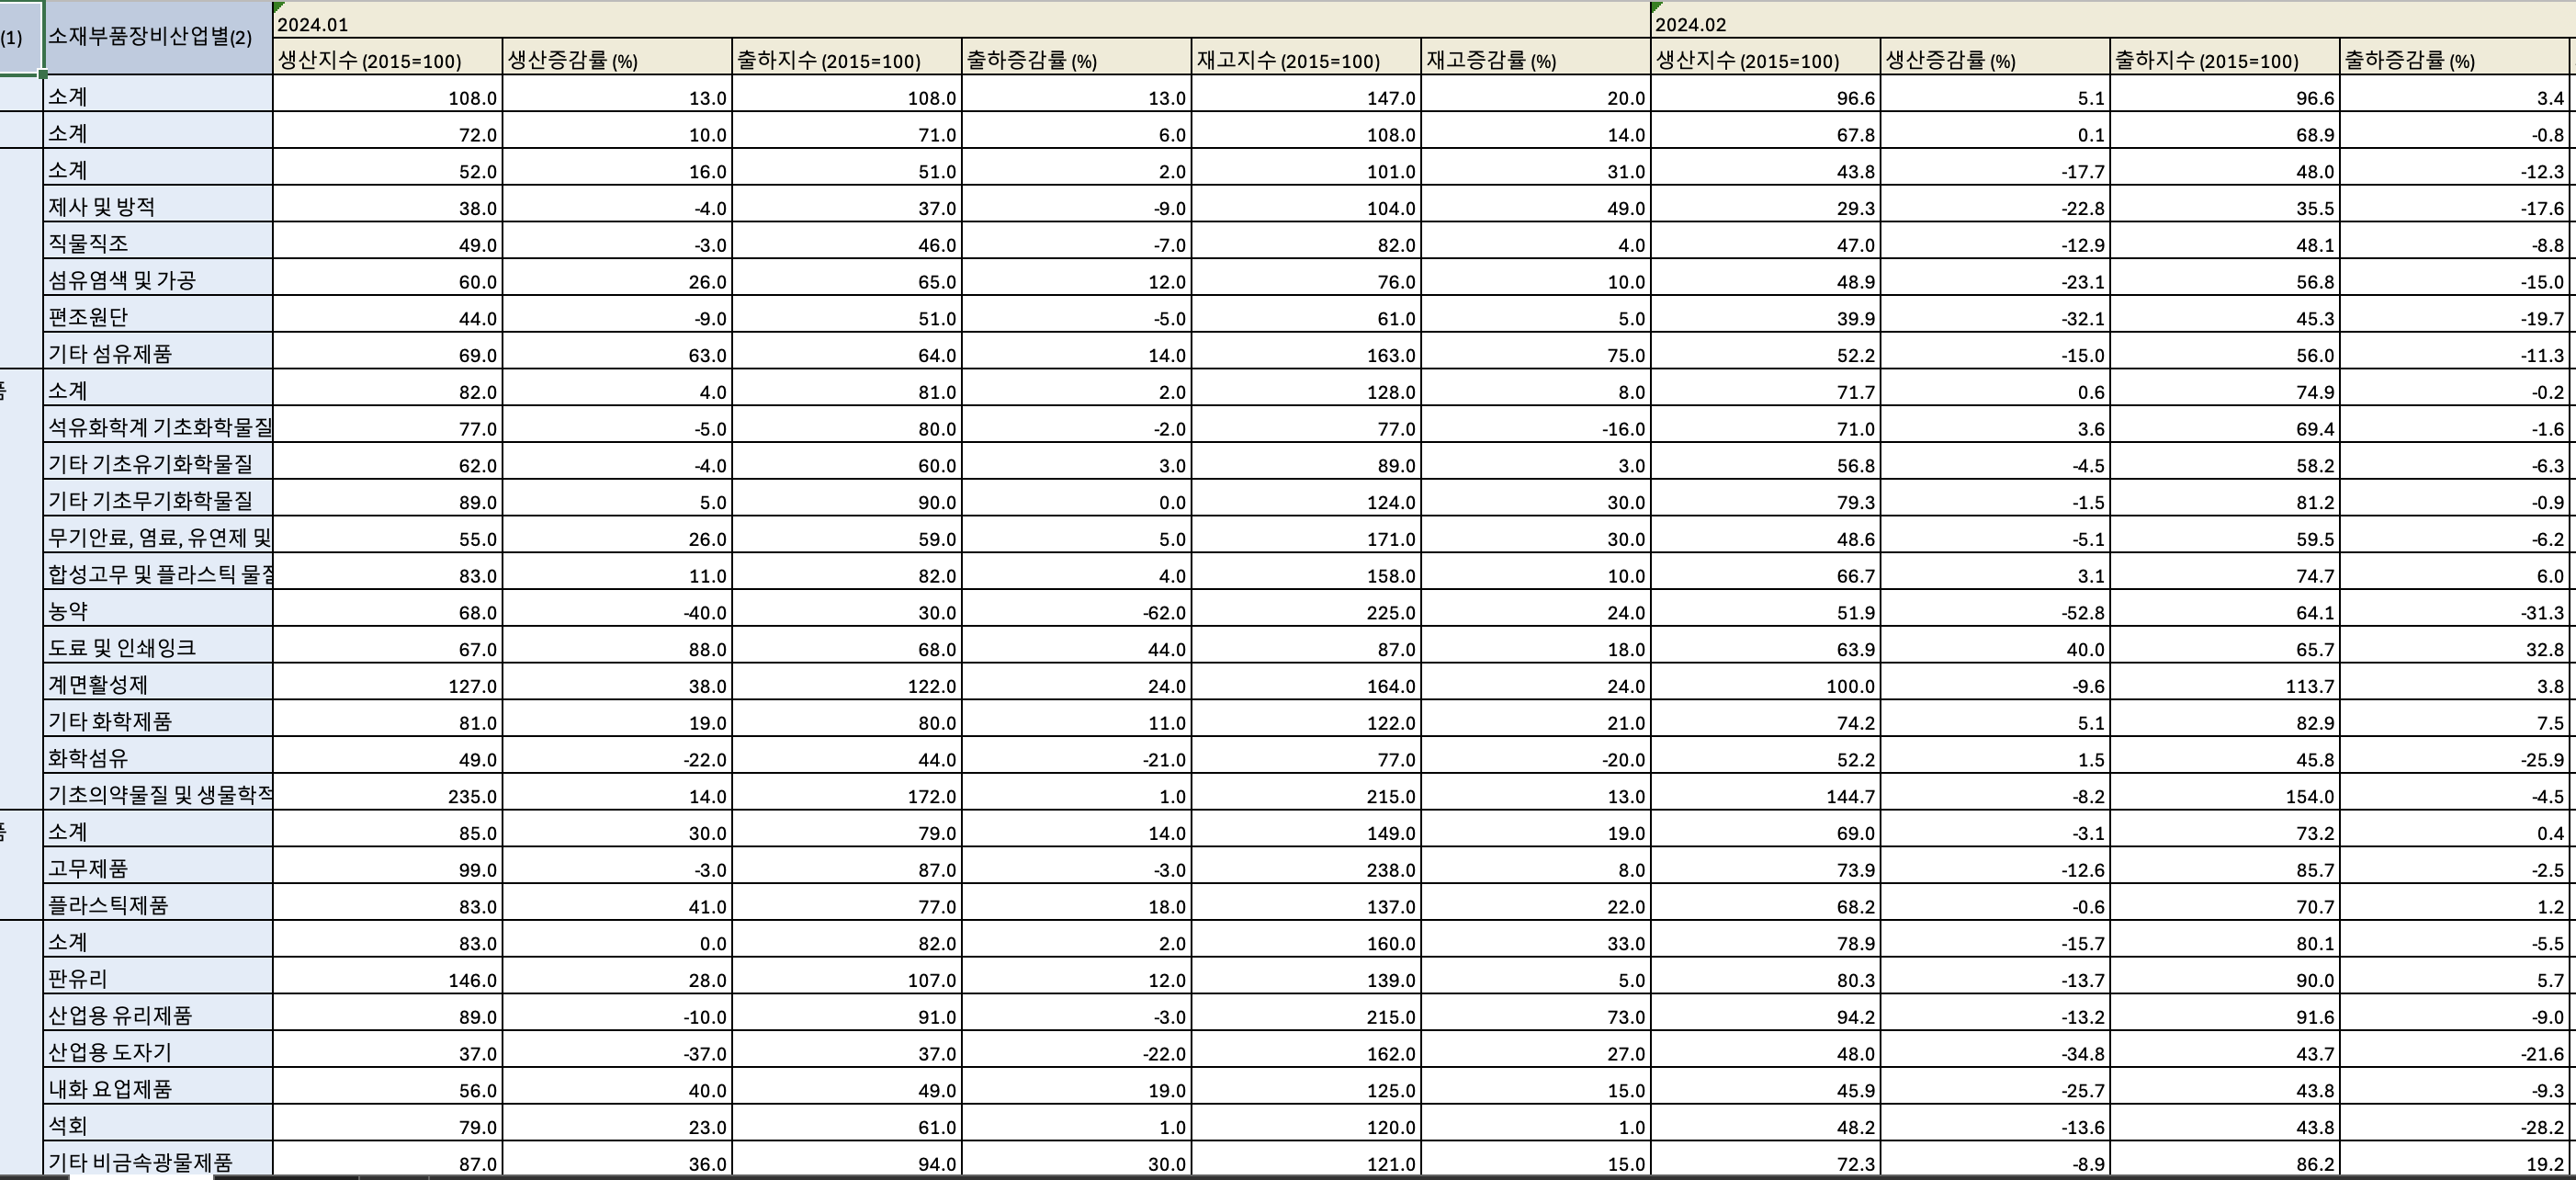 (1) 소재부품장비산업별(2) 2024.01 2024.02
생산지수 (2015=100) 생산증감률 (%) 출하지수 (2015=100) 출하증감률 (%) 재고지수 (2015=100) 재고증감률 (%) 생산지수 (2015=100) 생산증감률 (%) 출하지수 (2015=100) 출하증감률 (%)
소계 108.0 13.0 108.0 13.0 147.0 20.0 96.6 5.1 96.6 3.4
소계 72.0 10.0 71.0 6.0 108.0 14.0 67.8 0.1 68.9 -0.8
소계 52.0 16.0 51.0 2.0 101.0 31.0 43.8 -17.7 48.0 -12.3
제사 및 방적 38.0 -4.0 37.0 -9.0 104.0 49.0 29.3 -22.8 35.5 -17.6
직물직조 49.0 -3.0 46.0 -7.0 82.0 4.0 47.0 -12.9 48.1 -8.8
섬유염색 및 가공 60.0 26.0 65.0 12.0 76.0 10.0 48.9 -23.1 56.8 -15.0
편조원단 44.0 -9.0 51.0 -5.0 61.0 5.0 39.9 -32.1 45.3 -19.7
기타 섬유제품 69.0 63.0 64.0 14.0 163.0 75.0 52.2 -15.0 56.0 -11.3
품 소계 82.0 4.0 81.0 2.0 128.0 8.0 71.7 0.6 74.9 -0.2
석유화학계 기초화학물질 77.0 -5.0 80.0 -2.0 77.0 -16.0 71.0 3.6 69.4 -1.6
기타 기초유기화학물질 62.0 -4.0 60.0 3.0 89.0 3.0 56.8 -4.5 58.2 -6.3
기타 기초무기화학물질 89.0 5.0 90.0 0.0 124.0 30.0 79.3 -1.5 81.2 -0.9
무기안료, 염료, 유연제 및 55.0 26.0 59.0 5.0 171.0 30.0 48.6 -5.1 59.5 -6.2
합성고무 및 플라스틱 물질 83.0 11.0 82.0 4.0 158.0 10.0 66.7 3.1 74.7 6.0
농약 68.0 -40.0 30.0 -62.0 225.0 24.0 51.9 -52.8 64.1 -31.3
도료 및 인쇄잉크 67.0 88.0 68.0 44.0 87.0 18.0 63.9 40.0 65.7 32.8
계면활성제 127.0 38.0 122.0 24.0 164.0 24.0 100.0 -9.6 113.7 3.8
기타 화학제품 81.0 19.0 80.0 11.0 122.0 21.0 74.2 5.1 82.9 7.5
화학섬유 49.0 -22.0 44.0 -21.0 77.0 -20.0 52.2 1.5 45.8 -25.9
기초의약물질 및 생물학적 235.0 14.0 172.0 1.0 215.0 13.0 144.7 -8.2 154.0 -4.5
품 소계 85.0 30.0 79.0 14.0 149.0 19.0 69.0 -3.1 73.2 0.4
고무제품 99.0 -3.0 87.0 -3.0 238.0 8.0 73.9 -12.6 85.7 -2.5
플라스틱제품 83.0 41.0 77.0 18.0 137.0 22.0 68.2 -0.6 70.7 1.2
소계 83.0 0.0 82.0 2.0 160.0 33.0 78.9 -15.7 80.1 -5.5
판유리 146.0 28.0 107.0 12.0 139.0 5.0 80.3 -13.7 90.0 5.7
산업용 유리제품 89.0 -10.0 91.0 -3.0 215.0 73.0 94.2 -13.2 91.6 -9.0
산업용 도자기 37.0 -37.0 37.0 -22.0 162.0 27.0 48.0 -34.8 43.7 -21.6
내화 요업제품 56.0 40.0 49.0 19.0 125.0 15.0 45.9 -25.7 43.8 -9.3
석회 79.0 23.0 61.0 1.0 120.0 1.0 48.2 -13.6 43.8 -28.2
기타 비금속광물제품 87.0 36.0 94.0 30.0 121.0 15.0 72.3 -8.9 86.2 19.2